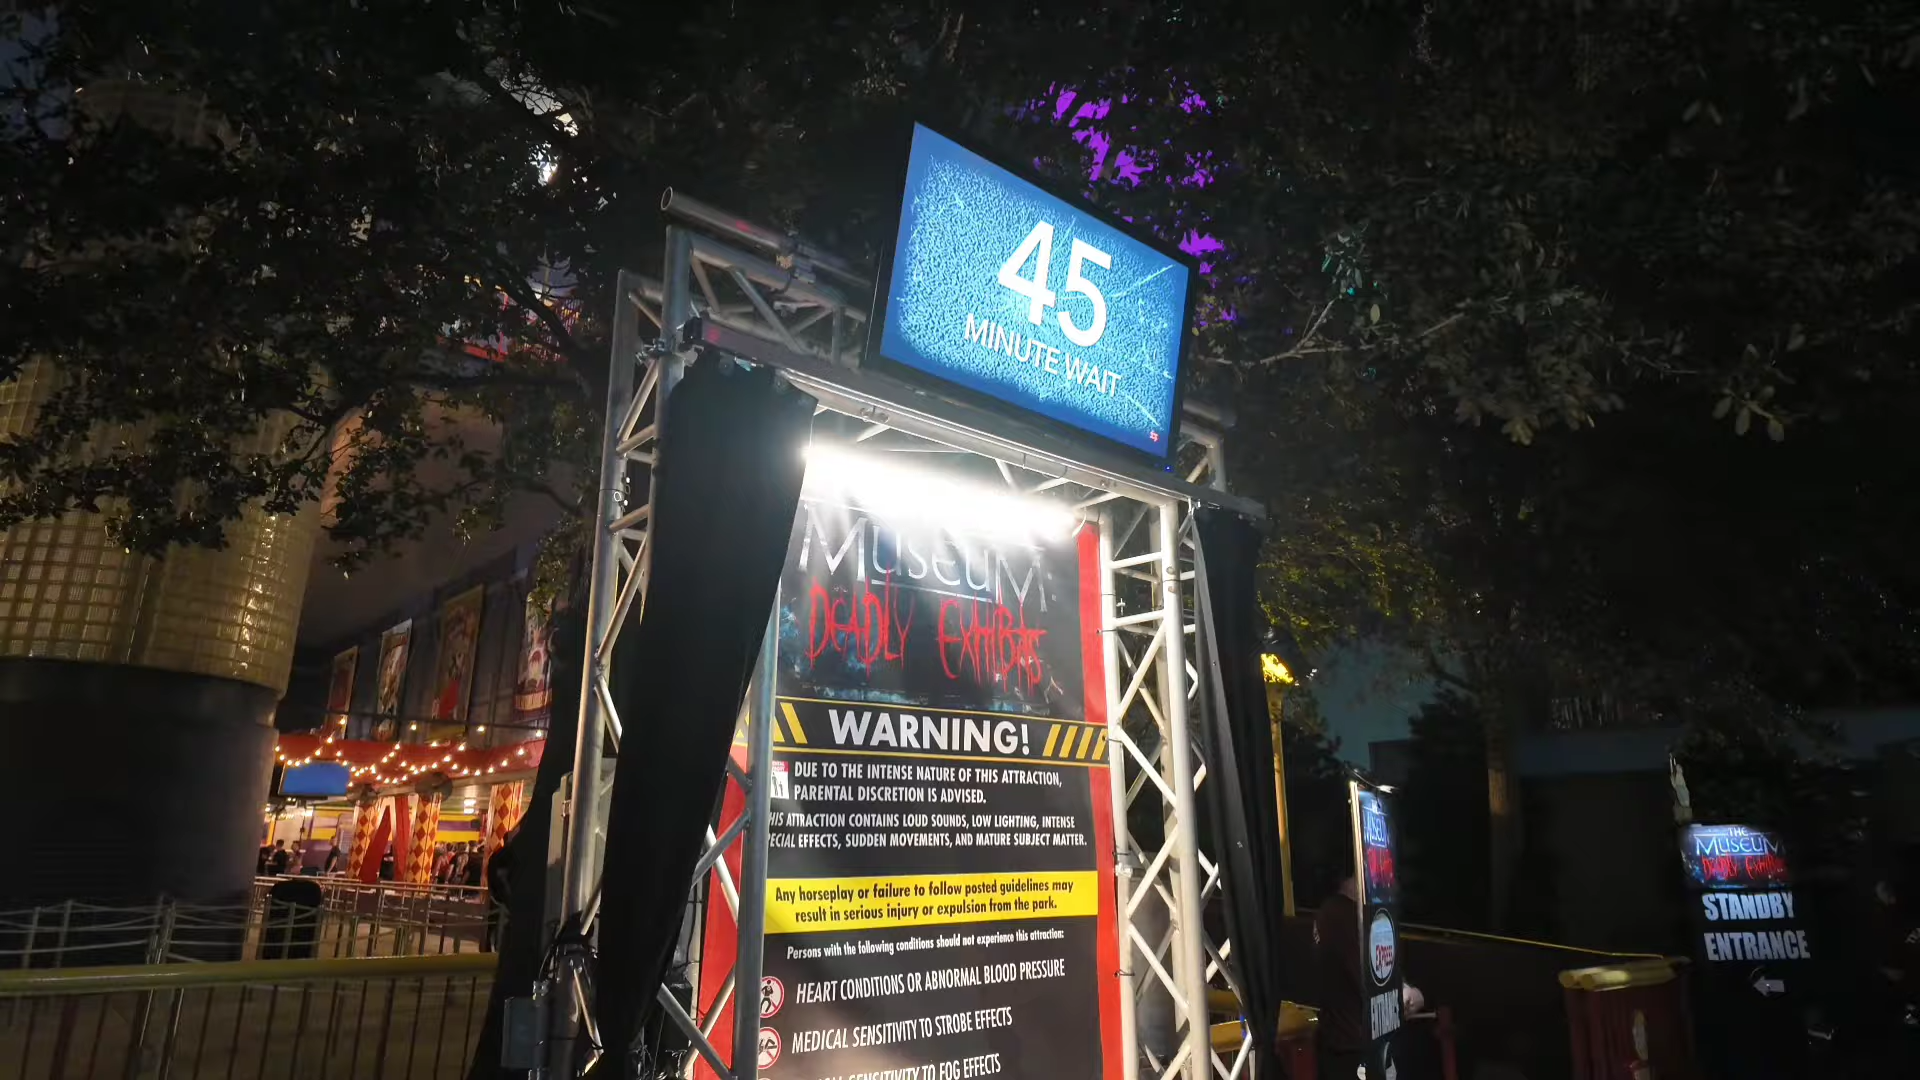 45
MINUTE WAIT
MUSEUM:
DEADLY EXHIBITS
WARNING!
DUE TO THE INTENSE NATURE OF THIS ATTRACTION,
PARENTAL DISCRETION IS ADVISED.
HIS ATTRACTION CONTAINS LOUD SOUNDS, LOW LIGHTING, INTENSE
ECIAL EFFECTS, SUDDEN MOVEMENTS, AND MATURE SUBJECT MATTER.
Any horseplay or failure to follow posted guidelines may
result in serious injury or expulsion from the park.
Persons with the following conditions should not experience this attraction:
HEART CONDITIONS OR ABNORMAL BLOOD PRESSURE
MEDICAL SENSITIVITY TO STROBE EFFECTS
SENSITIVITY TO FOG EFFECTS
MUSEUM
EXPRESS
ENTRANCE
THE
MUSEUM
DEADLY EXHIBITS
STANDBY
ENTRANCE